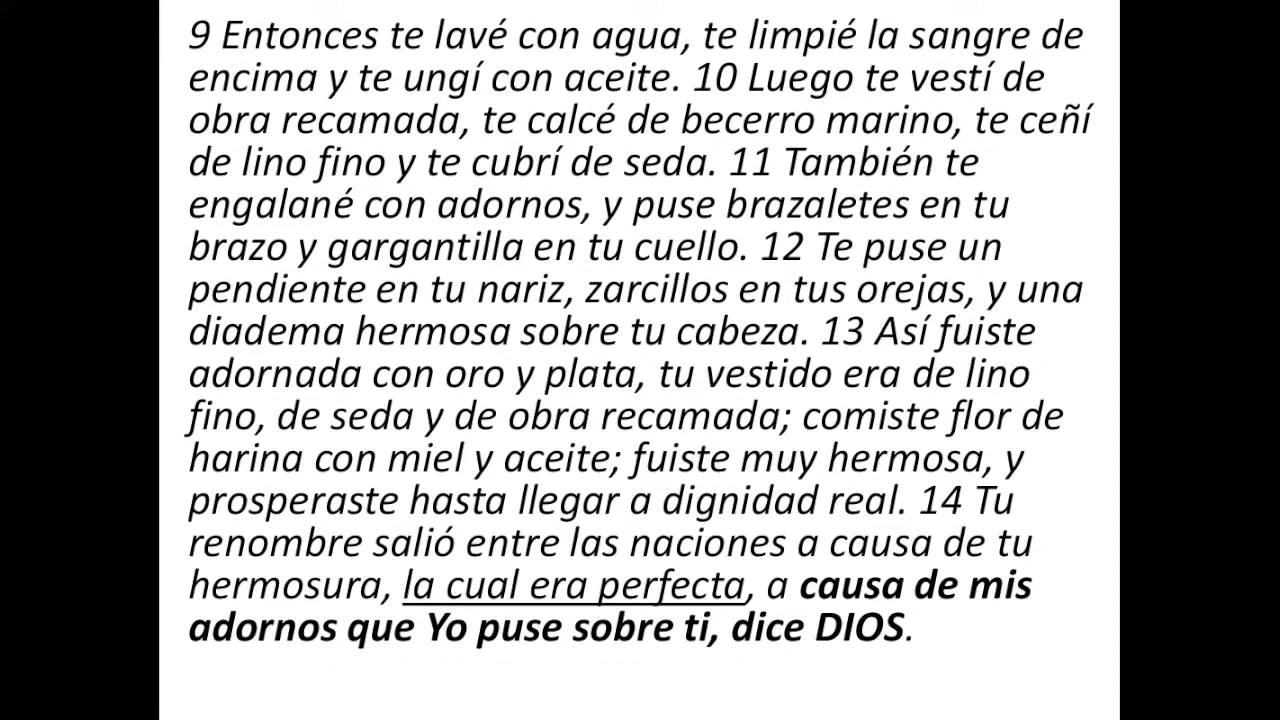 9 Entonces te lavé con agua, te limpié la sangre de
encima y te ungí con aceite. 10 Luego te vestí de
obra recamada, te calcé de becerro marino, te ceñí
de lino fino y te cubrí de seda. 11 También te
engalané con adornos, y puse brazaletes en tu
brazo y gargantilla en tu cuello. 12 Te puse un
pendiente en tu nariz, zarcillos en tus orejas, y una
diadema hermosa sobre tu cabeza. 13 Así fuiste
adornada con oro y plata, tu vestido era de lino
fino, de seda y de obra recamada; comiste flor de
harina con miel y aceite; fuiste muy hermosa, y
prosperaste hasta llegar a dignidad real. 14 Tu
renombre salió entre las naciones a causa de tu
hermosura, la cual era perfecta, a causa de mis
adornos que Yo puse sobre ti, dice DIOS.